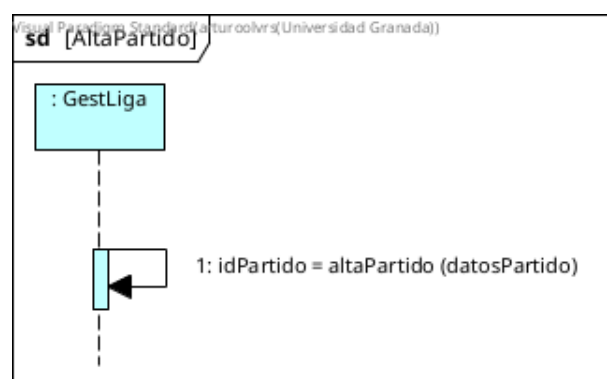 Visual Paradigm Standard(arturoolvrs(Universidad Granada))
sd [AltaPartido]
: GestLiga
1: idPartido = altaPartido (datosPartido)